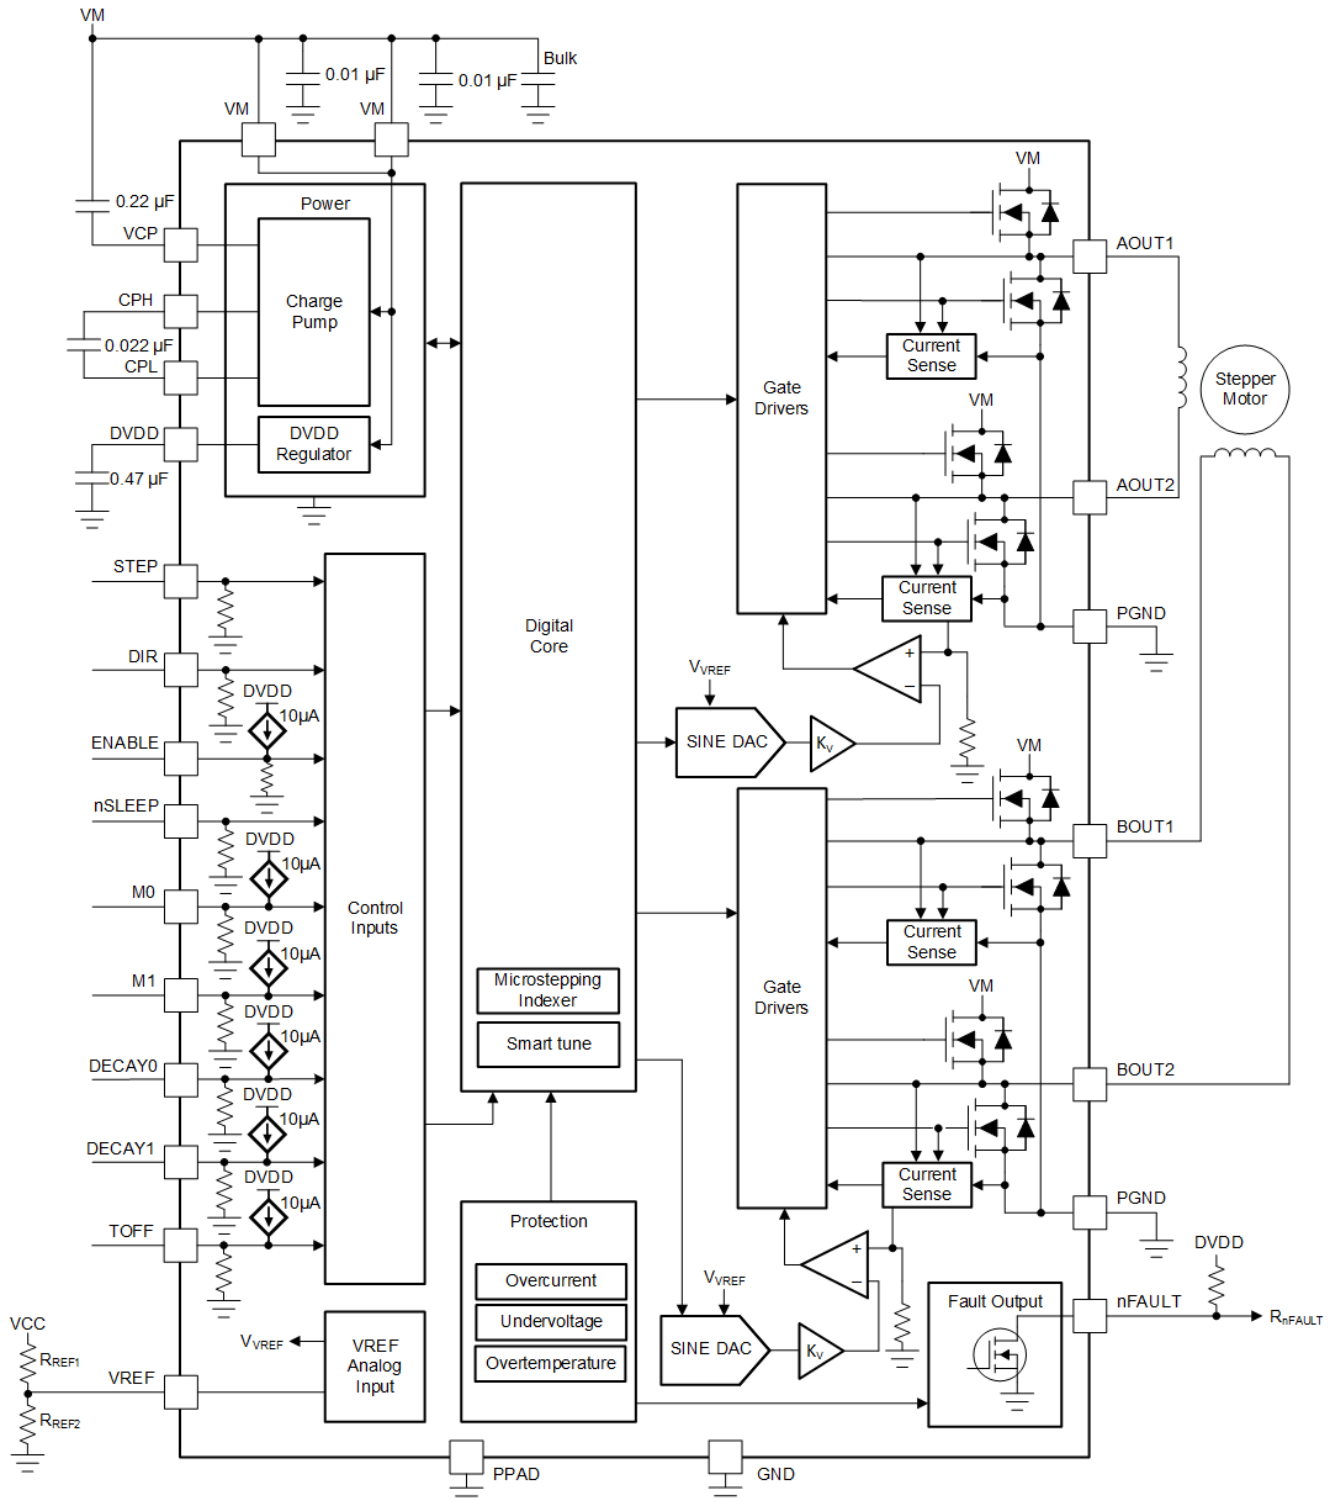 VM
0.01 µF
0.01 µF
Bulk
VM
VM
0.22 µF
VCP
CPH
0.022 µF
CPL
DVDD
0.47 µF
Power
Charge
Pump
DVDD
Regulator
STEP
DIR
DVDD
10µA
ENABLE
nSLEEP
DVDD
10µA
M0
DVDD
10µA
M1
DVDD
10µA
DECAY0
DVDD
10µA
DECAY1
DVDD
10µA
TOFF
Control
Inputs
VCC
RREF1
VREF
RREF2
VVREF
VREF
Analog
Input
Digital
Core
Microstepping
Indexer
Smart tune
Protection
Overcurrent
Undervoltage
Overtemperature
PPAD
GND
Gate
Drivers
VM
AOUT1
Current
Sense
VM
AOUT2
Current
Sense
PGND
Stepper
Motor
+
−
VVREF
SINE DAC
KV
Gate
Drivers
VM
BOUT1
Current
Sense
VM
BOUT2
Current
Sense
PGND
+
−
VVREF
SINE DAC
KV
Fault Output
DVDD
nFAULT
RnFAULT